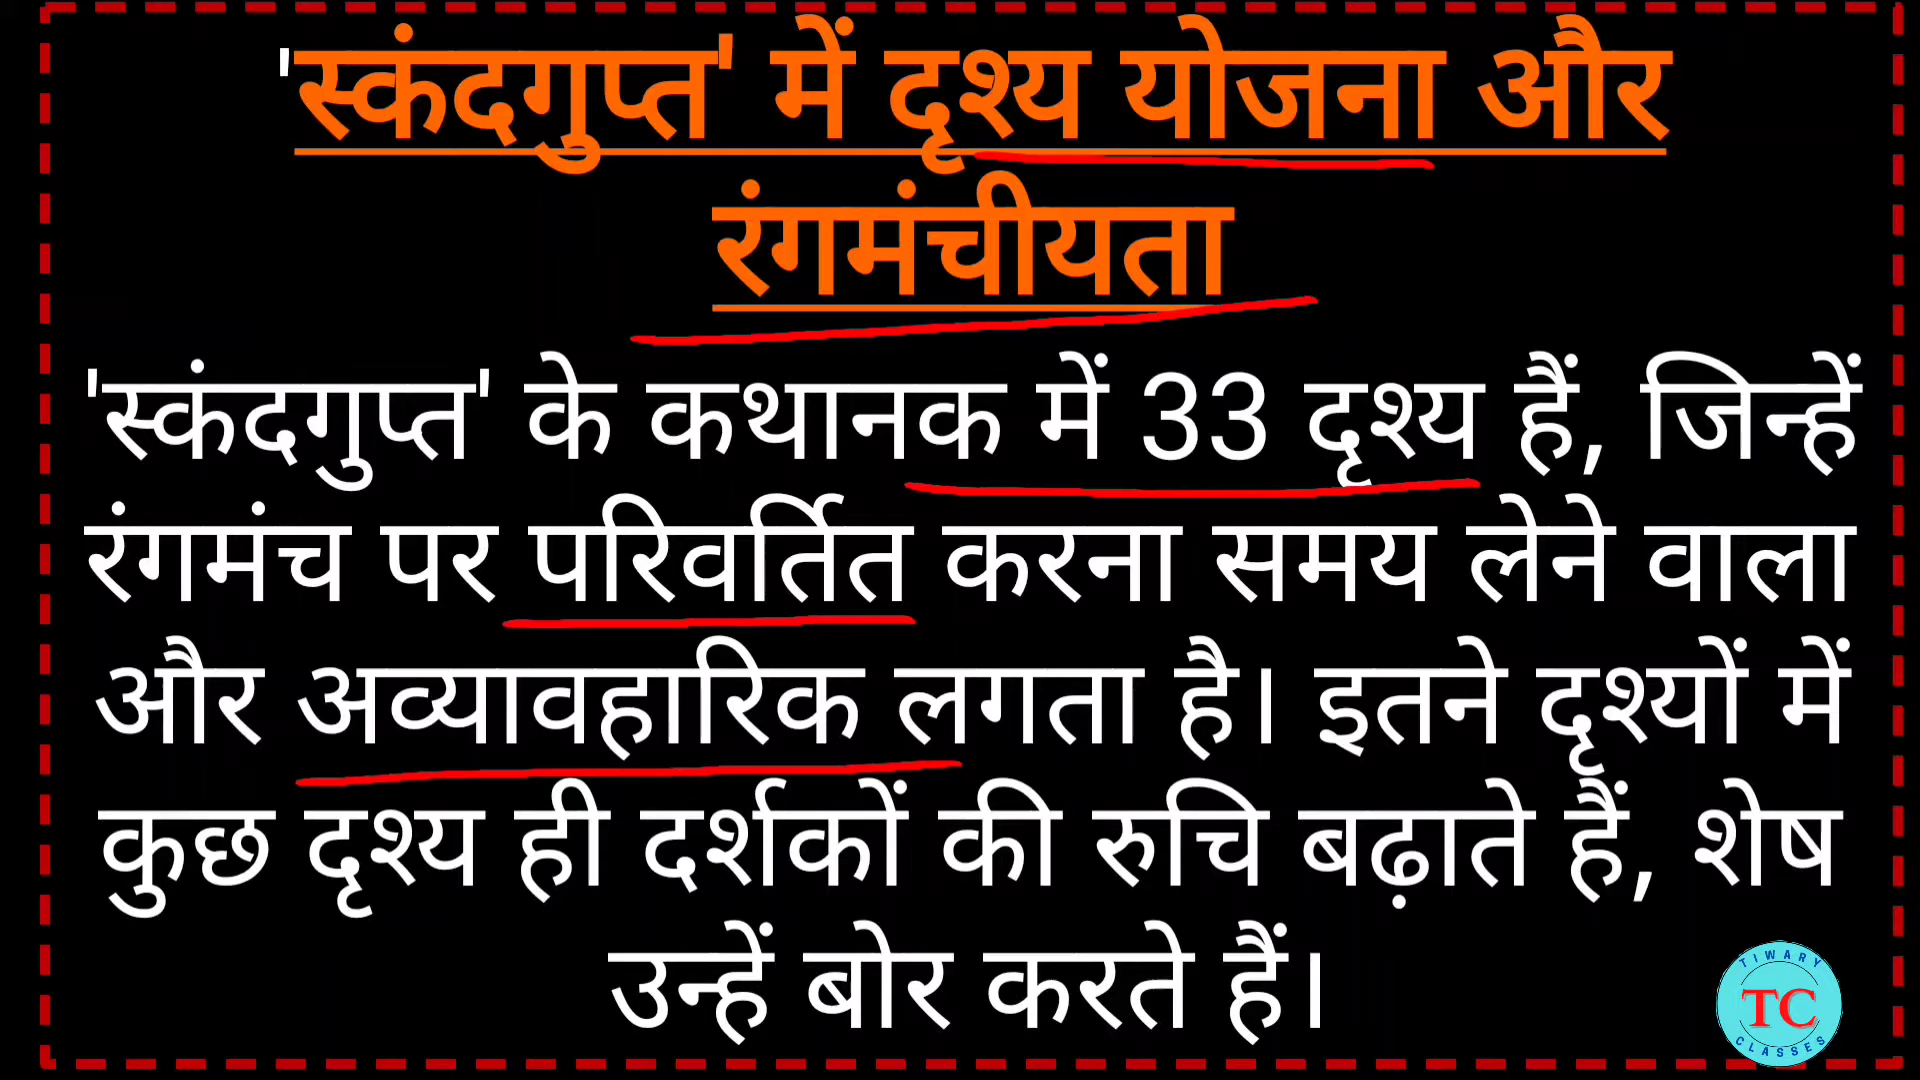 'स्कंदगुप्त' में दृश्य योजना और
रंगमंचीयता
'स्कंदगुप्त' के कथानक में 33 दृश्य हैं, जिन्हें
रंगमंच पर परिवर्तित करना समय लेने वाला
और अव्यावहारिक लगता है। इतने दृश्यों में
कुछ दृश्य ही दर्शकों की रुचि बढ़ाते हैं, शेष
उन्हें बोर करते हैं।
TIWARY
TC
CLASSES